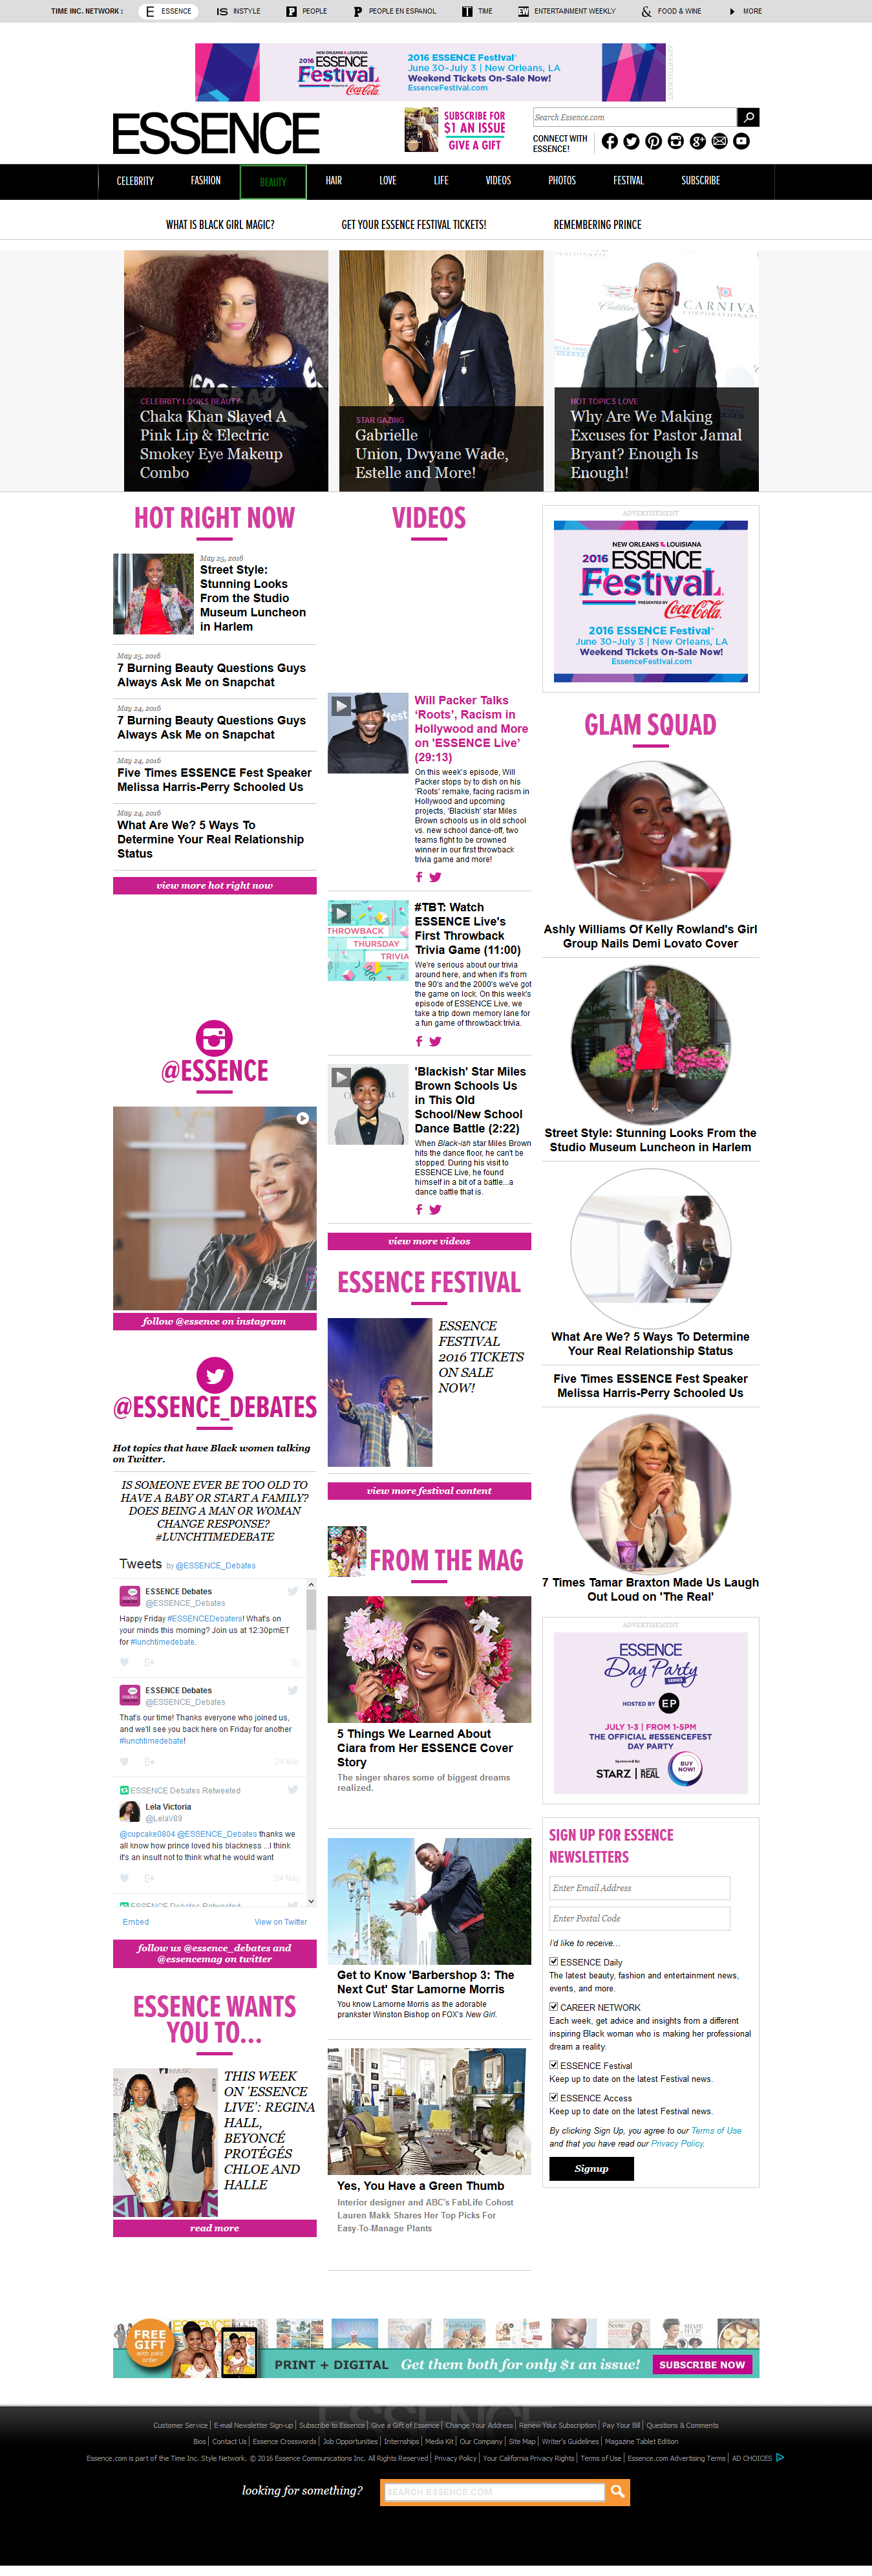 TIME INC. NETWORK :
E ESSENCE
IS INSTYLE
P PEOPLE
P PEOPLE EN ESPANOL
T TIME
EW ENTERTAINMENT WEEKLY
& FOOD & WINE
MORE
NEW ORLEANS LOUISIANA
2016 ESSENCE
Festival
PRESENTED BY Coca-Cola
2016 ESSENCE Festival
June 30-July 3 | New Orleans, LA
Weekend Tickets On-Sale Now!
EssenceFestival.com
ADVERTISEMENT
ESSENCE
SUBSCRIBE FOR
$1 AN ISSUE
GIVE A GIFT
Search Essence.com
CONNECT WITH
ESSENCE!
CELEBRITY FASHION BEAUTY HAIR LOVE LIFE VIDEOS PHOTOS FESTIVAL SUBSCRIBE
WHAT IS BLACK GIRL MAGIC? GET YOUR ESSENCE FESTIVAL TICKETS! REMEMBERING PRINCE
CELEBRITY LOOKS BEAUTY
Chaka Khan Slayed A
Pink Lip & Electric
Smokey Eye Makeup
Combo
STAR GAZING
Gabrielle
Union, Dwyane Wade,
Estelle and More!
CARNIVAL
HOT TOPICS LOVE
Why Are We Making
Excuses for Pastor Jamal
Bryant? Enough Is
Enough!
HOT RIGHT NOW
May 25, 2016
Street Style:
Stunning Looks
From the Studio
Museum Luncheon
in Harlem
May 25, 2016
7 Burning Beauty Questions Guys
Always Ask Me on Snapchat
May 24, 2016
7 Burning Beauty Questions Guys
Always Ask Me on Snapchat
May 24, 2016
Five Times ESSENCE Fest Speaker
Melissa Harris-Perry Schooled Us
May 24, 2016
What Are We? 5 Ways To
Determine Your Real Relationship
Status
view more hot right now
@ESSENCE
follow @essence on instagram
@ESSENCE_DEBATES
Hot topics that have Black women talking
on Twitter.
IS SOMEONE EVER BE TOO OLD TO
HAVE A BABY OR START A FAMILY?
DOES BEING A MAN OR WOMAN
CHANGE RESPONSE?
#LUNCHTIMEDEBATE
Tweets by @ESSENCE_Debates
ESSENCE Debates
@ESSENCE_Debates
Happy Friday #ESSENCEDebaters! What's on
your minds this morning? Join us at 12:30pmET
for #lunchtimedebate.
3h
ESSENCE Debates
@ESSENCE_Debates
That's our time! Thanks everyone who joined us,
and we'll see you back here on Friday for another
#lunchtimedebate!
24 May
ESSENCE Debates Retweeted
Lela Victoria
@LelaV89
@cupcake0804 @ESSENCE_Debates thanks we
all know how prince loved his blackness ...I think
it's an insult not to think what he would want
24 May
ESSENCE Debates Retweeted
Embed
View on Twitter
follow us @essence_debates and
@essencemag on twitter
ESSENCE WANTS
YOU TO...
THIS WEEK
ON 'ESSENCE
LIVE': REGINA
HALL,
BEYONCÉ
PROTÉGÉS
CHLOE AND
HALLE
read more
VIDEOS
Will Packer Talks
'Roots', Racism in
Hollywood and More
on 'ESSENCE Live'
(29:13)
On this week's episode, Will
Packer stops by to dish on his
'Roots' remake, facing racism in
Hollywood and upcoming
projects, 'Blackish' star Miles
Brown schools us in old school
vs. new school dance-off, two
teams fight to be crowned
winner in our first throwback
trivia game and more!
THROWBACK
THURSDAY
TRIVIA
#TBT: Watch
ESSENCE Live's
First Throwback
Trivia Game (11:00)
We're serious about our trivia
around here, and when it's from
the 90's and the 2000's we've got
the game on lock. On this week's
episode of ESSENCE Live, we
take a trip down memory lane for
a fun game of throwback trivia.
'Blackish' Star Miles
Brown Schools Us
in This Old
School/New School
Dance Battle (2:22)
When Black-ish star Miles Brown
hits the dance floor, he can't be
stopped. During his visit to
ESSENCE Live, he found
himself in a bit of a battle...a
dance battle that is.
view more videos
ESSENCE FESTIVAL
ESSENCE
FESTIVAL
2016 TICKETS
ON SALE
NOW!
view more festival content
FROM THE MAG
5 Things We Learned About
Ciara from Her ESSENCE Cover
Story
The singer shares some of biggest dreams
realized.
Get to Know 'Barbershop 3: The
Next Cut' Star Lamorne Morris
You know Lamorne Morris as the adorable
prankster Winston Bishop on FOX's New Girl.
Yes, You Have a Green Thumb
Interior designer and ABC's FabLife Cohost
Lauren Makk Shares Her Top Picks For
Easy-To-Manage Plants
ADVERTISEMENT
NEW ORLEANS LOUISIANA
2016 ESSENCE
Festival
PRESENTED BY Coca-Cola
2016 ESSENCE Festival
June 30-July 3 | New Orleans, LA
Weekend Tickets On-Sale Now!
EssenceFestival.com
GLAM SQUAD
Ashly Williams Of Kelly Rowland's Girl
Group Nails Demi Lovato Cover
Street Style: Stunning Looks From the
Studio Museum Luncheon in Harlem
What Are We? 5 Ways To Determine
Your Real Relationship Status
Five Times ESSENCE Fest Speaker
Melissa Harris-Perry Schooled Us
7 Times Tamar Braxton Made Us Laugh
Out Loud on 'The Real'
ADVERTISEMENT
ESSENCE
Day Party
SERIES
HOSTED BY EP
JULY 1-3 | FROM 1-5PM
THE OFFICIAL #ESSENCEFEST
DAY PARTY
Sponsored By:
STARZ
REAL
BUY
NOW!
SIGN UP FOR ESSENCE
NEWSLETTERS
Enter Email Address
Enter Postal Code
I'd like to receive...
ESSENCE Daily
The latest beauty, fashion and entertainment news,
events, and more.
CAREER NETWORK
Each week, get advice and insights from a different
inspiring Black woman who is making her professional
dream a reality.
ESSENCE Festival
Keep up to date on the latest Festival news.
ESSENCE Access
Keep up to date on the latest Festival news.
By clicking Sign Up, you agree to our Terms of Use
and that you have read our Privacy Policy.
Signup
FREE
GIFT
with paid
order
PRINT + DIGITAL Get them both for only $1 an issue! SUBSCRIBE NOW
ESSENCE
Customer Service | E-mail Newsletter Sign-up | Subscribe to Essence | Give a Gift of Essence | Change Your Address | Renew Your Subscription | Pay Your Bill | Questions & Comments
Bios | Contact Us | Essence Crosswords | Job Opportunities | Internships | Media Kit | Our Company | Site Map | Writer's Guidelines | Magazine Tablet Edition
Essence.com is part of the Time Inc. Style Network. © 2016 Essence Communications Inc. All Rights Reserved | Privacy Policy | Your California Privacy Rights | Terms of Use | Essence.com Advertising Terms | AD CHOICES
looking for something?
SEARCH ESSENCE.COM